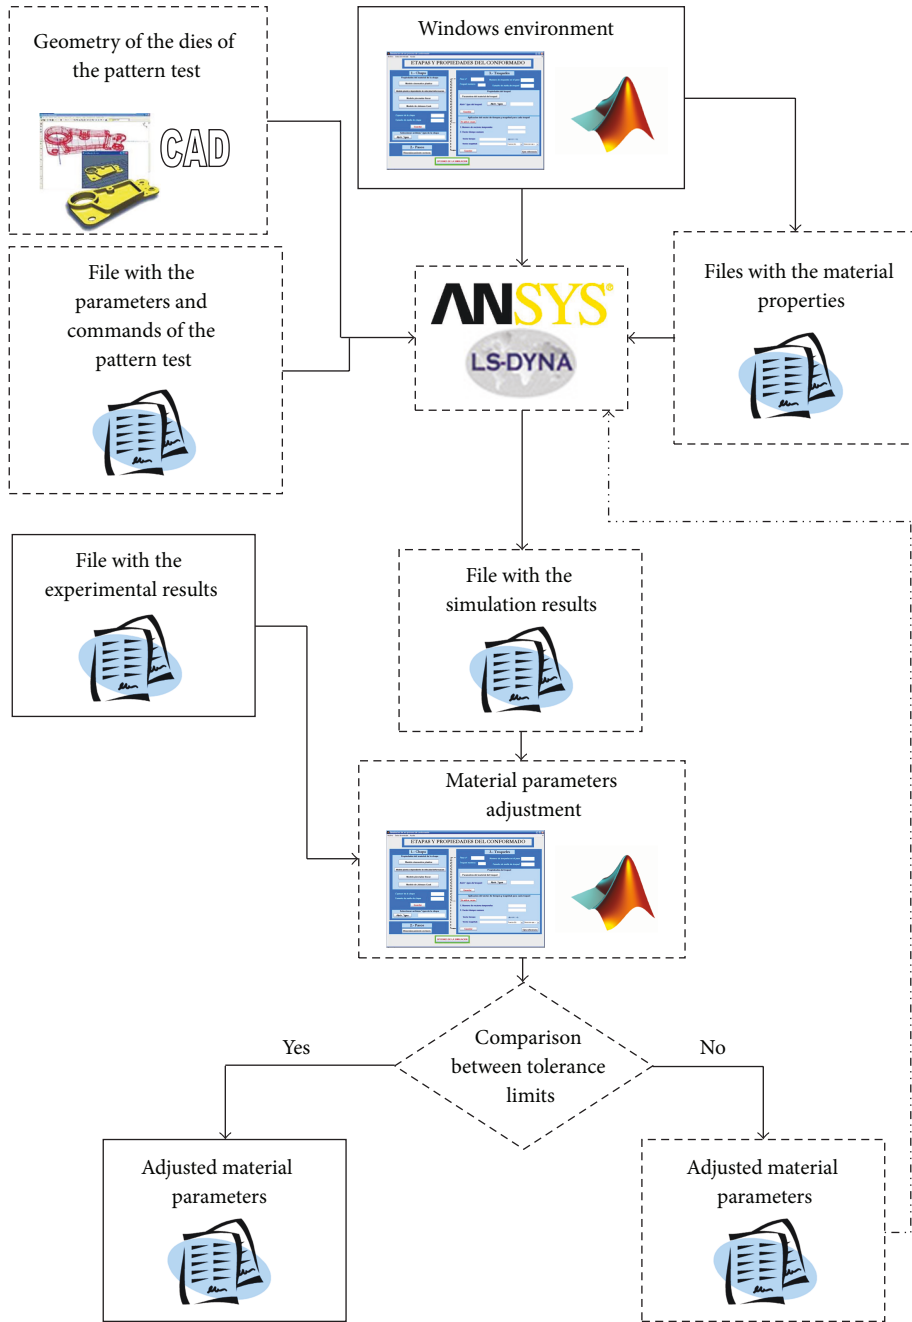 Geometry of the dies of
the pattern test
CAD
Windows environment
ETAPAS Y PROPIEDADES DEL CONFORMADO
File with the
parameters and
commands of the
pattern test
ANSYS®
LS-DYNA
Files with the material
properties
File with the
experimental results
File with the
simulation results
Material parameters
adjustment
ETAPAS Y PROPIEDADES DEL CONFORMADO
Comparison
between tolerance
limits
Yes
No
Adjusted material
parameters
Adjusted material
parameters